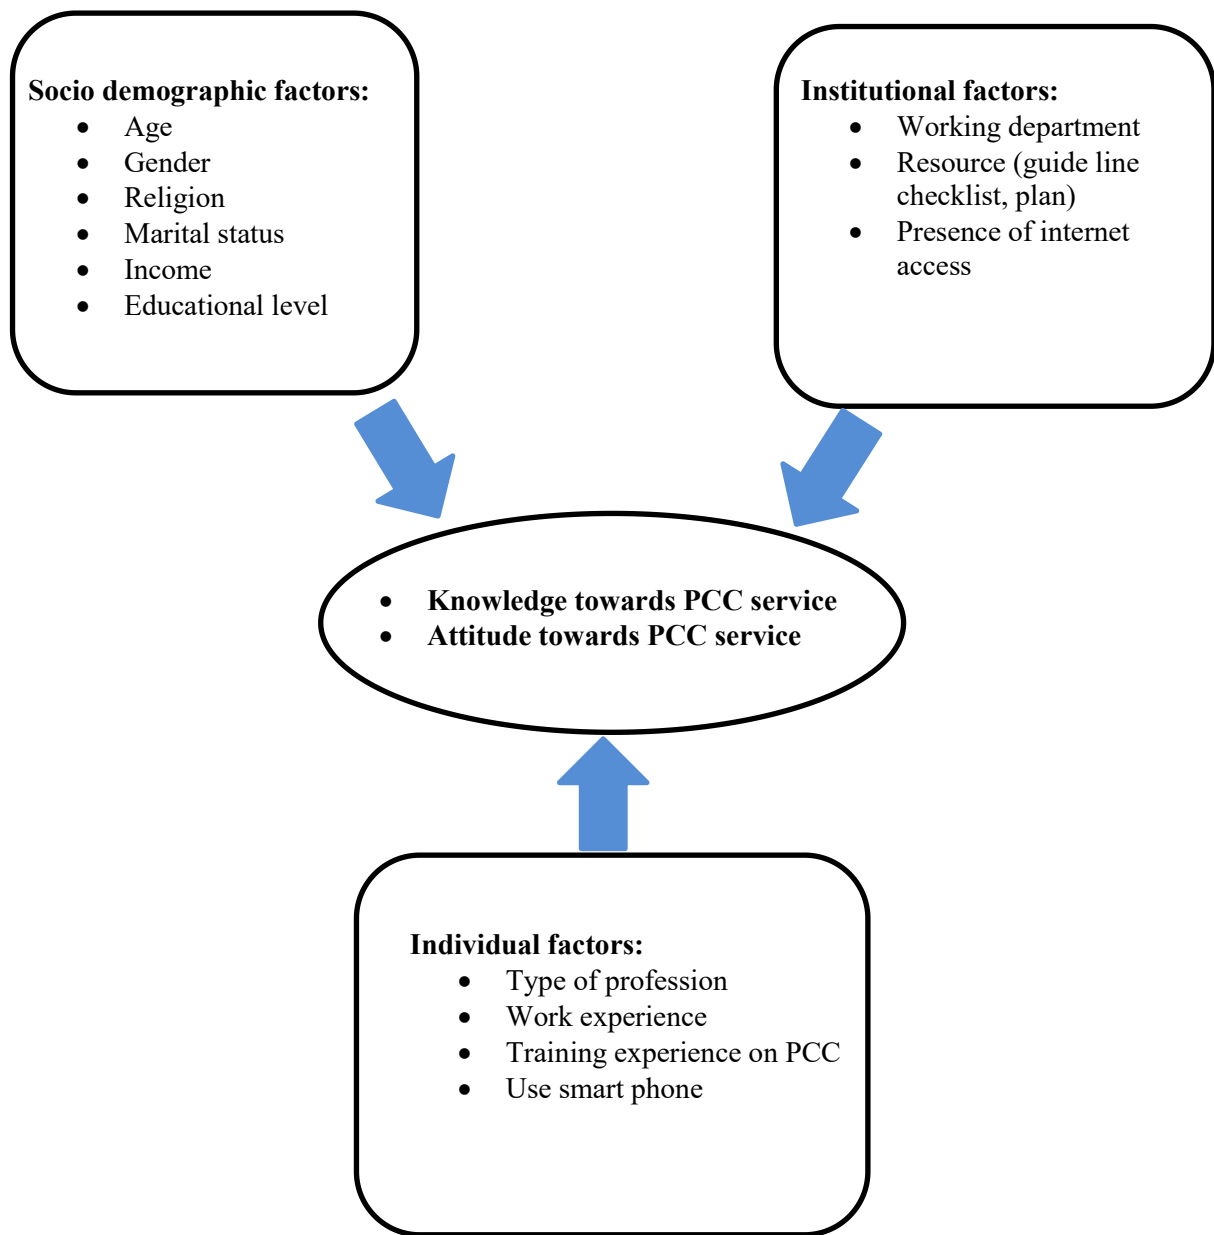 Socio demographic factors:
• Age
• Gender
• Religion
• Marital status
• Income
• Educational level
Institutional factors:
• Working department
• Resource (guide line
checklist, plan)
• Presence of internet
access
• Knowledge towards PCC service
• Attitude towards PCC service
Individual factors:
• Type of profession
• Work experience
• Training experience on PCC
• Use smart phone